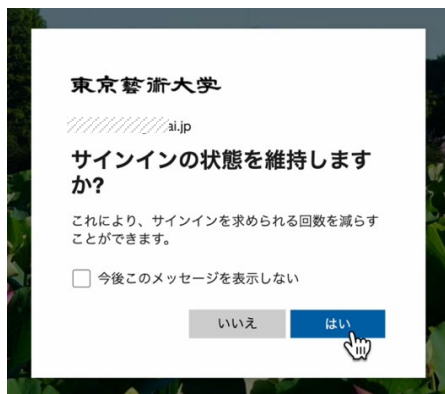 東京藝術大学
ai.jp
サインインの状態を維持します
か?
これにより、サインインを求められる回数を減らす
ことができます。
今後このメッセージを表示しない
いいえ
はい